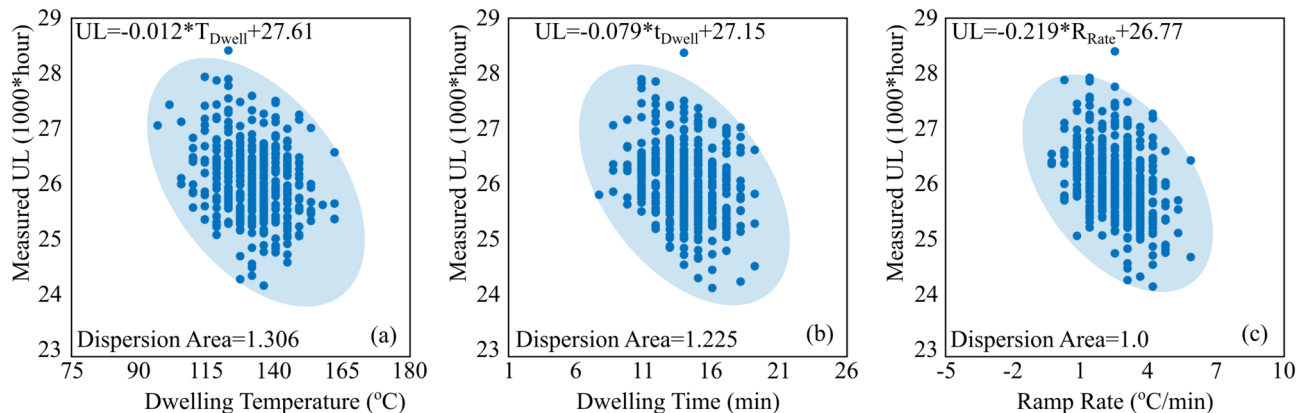 UL=-0.012*T_Dwell+27.61
Measured UL (1000*hour)
29
28
27
26
25
24
23
Dispersion Area=1.306
(a)
75 115 140 165 180
Dwelling Temperature (oC)
UL=-0.079*t_Dwell+27.15
Measured UL (1000*hour)
29
28
27
26
25
24
23
Dispersion Area=1.225
(b)
1 6 11 16 21 26
Dwelling Time (min)
UL=-0.219*R_Rate+26.77
Measured UL (1000*hour)
29
28
27
26
25
24
23
Dispersion Area=1.0
(c)
-5 -2 1 4 7 10
Ramp Rate (oC/min)